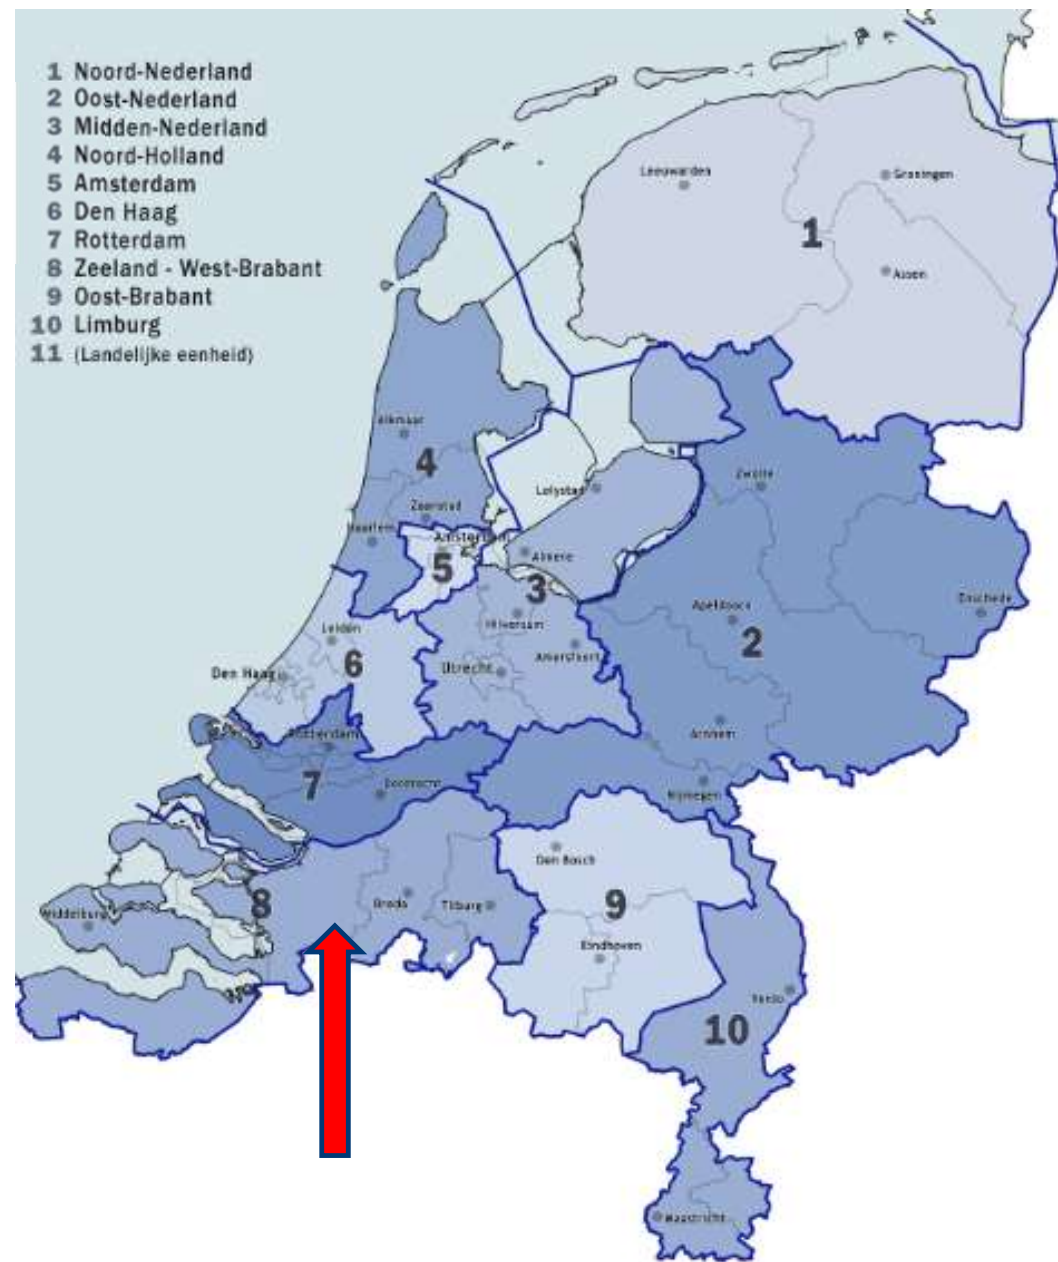 1 Noord-Nederland
2 Oost-Nederland
3 Midden-Nederland
4 Noord-Holland
5 Amsterdam
6 Den Haag
7 Rotterdam
8 Zeeland - West-Brabant
9 Oost-Brabant
10 Limburg
11 (Landelijke eenheid)
Leeuwarden
Groningen
1
Assen
Alkmaar
4
Zwolle
Lelystad
Zaanstad
Haarlem
Amsterdam
5
Almere
3
Apeldoorn
Enschede
Hilversum
Leiden
2
6
Amersfoort
Den Haag
Utrecht
Rotterdam
Arnhem
7
Dordrecht
Nijmegen
Den Bosch
8
Breda
Tilburg
9
Middelburg
Eindhoven
Venlo
10
Maastricht